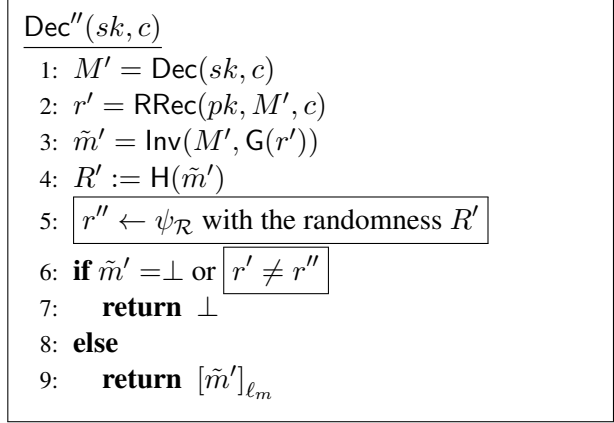 Dec″(sk, c)
1: M′ = Dec(sk, c)
2: r′ = RRec(pk, M′, c)
3: m̃′ = Inv(M′, G(r′))
4: R′ := H(m̃′)
5: r″ ← ψ_ℛ with the randomness R′
6: if m̃′ =⊥ or r′ ≠ r″
7: return ⊥
8: else
9: return [m̃′]_{ℓ_m}